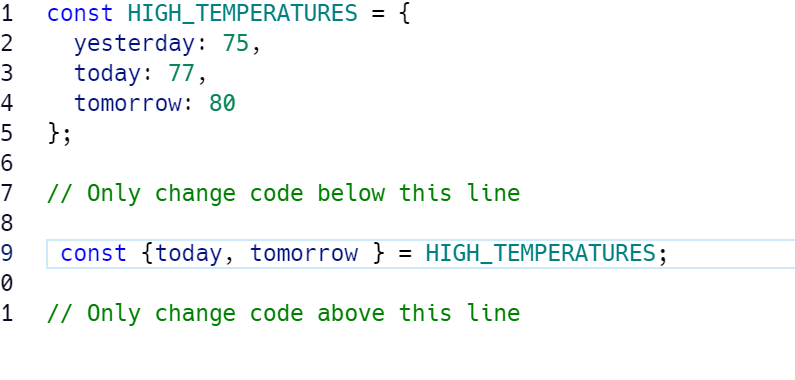 1 const HIGH_TEMPERATURES = {
2   yesterday: 75,
3   today: 77,
4   tomorrow: 80
5 };
6
7 // Only change code below this line
8
9  const {today, tomorrow } = HIGH_TEMPERATURES;
0
1 // Only change code above this line